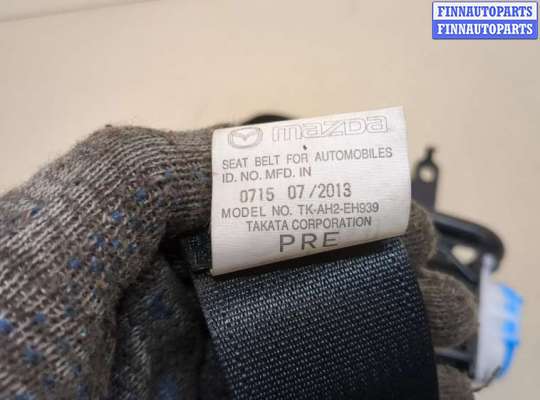 FINNAUTOPARTS
FINNAUTOPARTS
mazda
SEAT BELT FOR AUTOMOBILES
ID. NO. MFD. IN
0715 07/2013
MODEL NO. TK-AH2-EH939
TAKATA CORPORATION
PRE